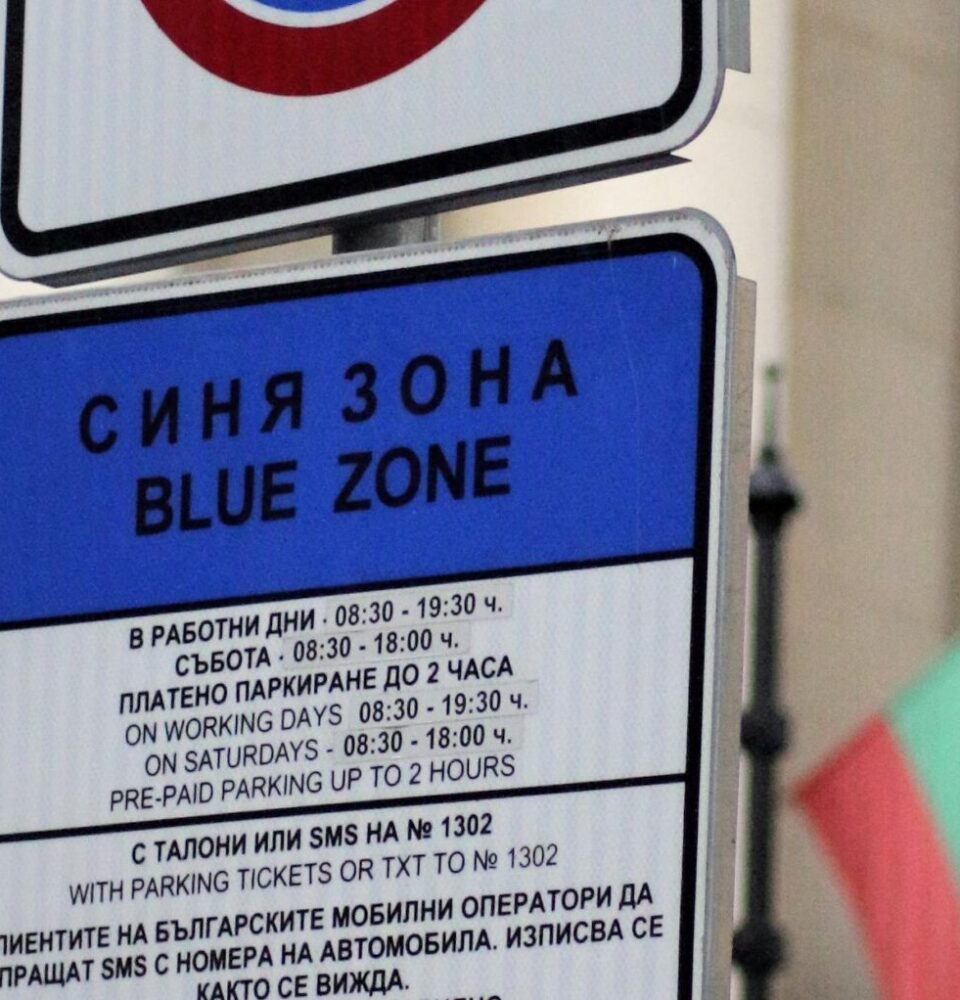 СИНЯ ЗОНА
BLUE ZONE
В РАБОТНИ ДНИ - 08:30 - 19:30 ч.
СЪБОТА - 08:30 - 18:00 ч.
ПЛАТЕНО ПАРКИРАНЕ ДО 2 ЧАСА
ON WORKING DAYS 08:30 - 19:30 ч.
ON SATURDAYS - 08:30 - 18:00 ч.
PRE-PAID PARKING UP TO 2 HOURS
С ТАЛОНИ ИЛИ SMS НА № 1302
WITH PARKING TICKETS OR TXT TO № 1302
ЛИЕНТИТЕ НА БЪЛГАРСКИТЕ МОБИЛНИ ОПЕРАТОРИ ДА
ПРАЩАТ SMS С НОМЕРА НА АВТОМОБИЛА. ИЗПИСВА СЕ
КАКТО СЕ ВИЖДА.